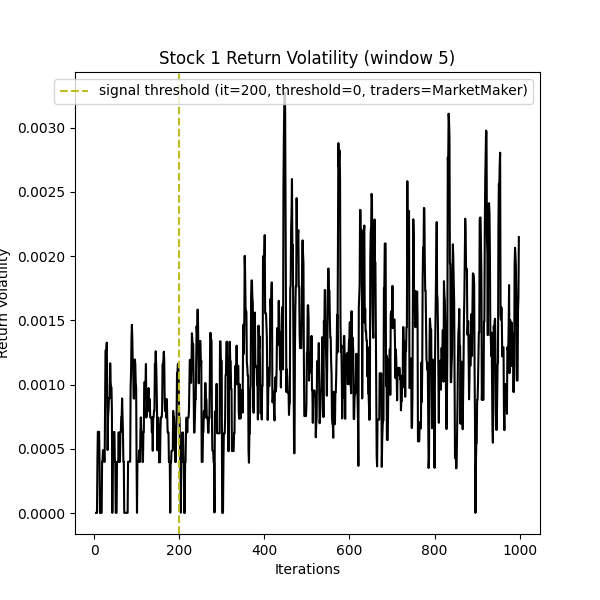 Stock 1 Return Volatility (window 5)
signal threshold (it=200, threshold=0, traders=MarketMaker)
0.0030
0.0025
0.0020
0.0015
0.0010
0.0005
0.0000
Return Volatility
0 200 400 600 800 1000
Iterations